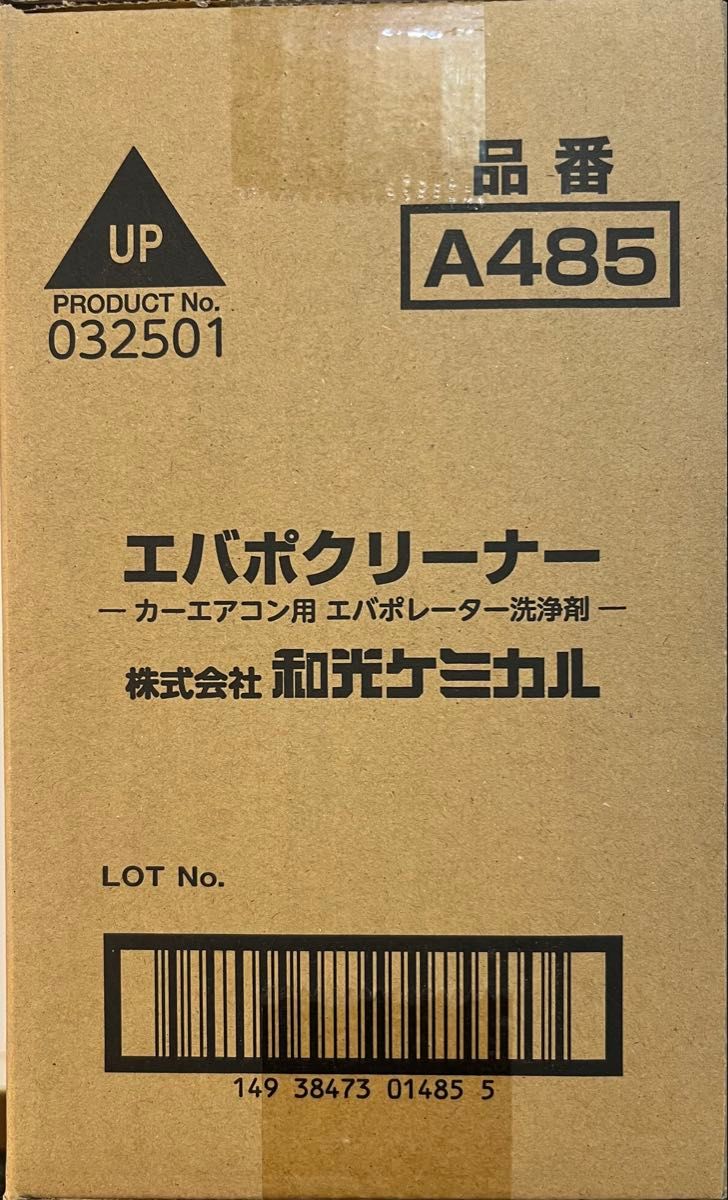 UP
PRODUCT No.
032501
品番
A485
エバポクリーナー
― カーエアコン用 エバポレーター洗浄剤 ―
株式会社 和光ケミカル
LOT No.
149 38473 01485 5